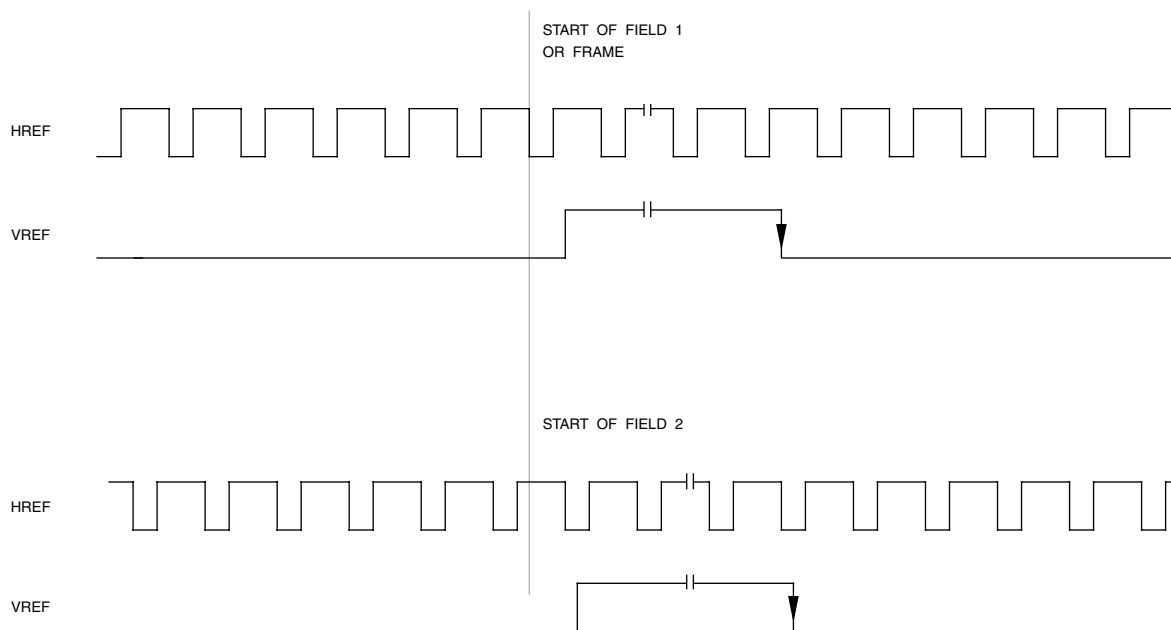 START OF FIELD 1
OR FRAME
HREF
VREF
START OF FIELD 2
HREF
VREF